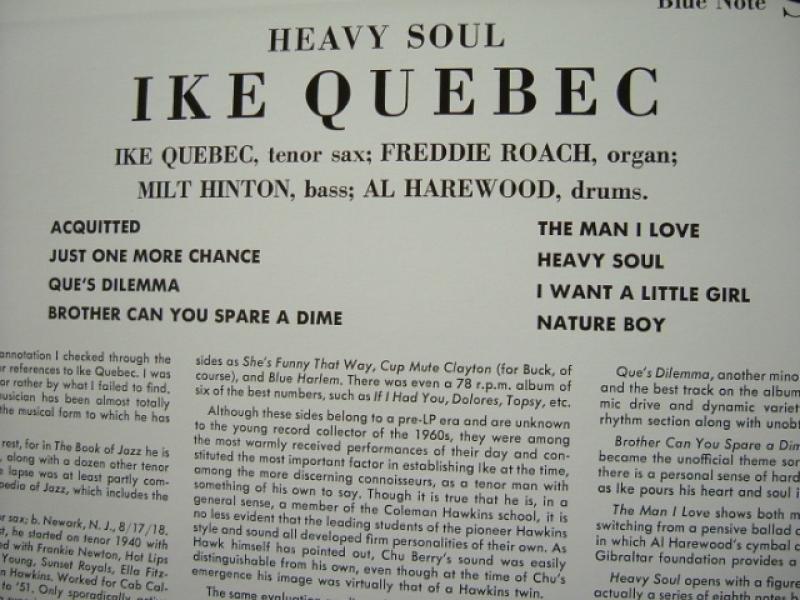 Blue Note
HEAVY SOUL
IKE QUEBEC
IKE QUEBEC, tenor sax; FREDDIE ROACH, organ;
MILT HINTON, bass; AL HAREWOOD, drums.
ACQUITTED
JUST ONE MORE CHANCE
QUE'S DILEMMA
BROTHER CAN YOU SPARE A DIME
THE MAN I LOVE
HEAVY SOUL
I WANT A LITTLE GIRL
NATURE BOY
annotation I checked through the
r references to Ike Quebec. I was
or rather by what I failed to find.
usician has been almost totally
the musical form to which he has
rest, for in The Book of Jazz he is
, along with a dozen other tenor
e lapse was at least partly com-
pedia of Jazz, which includes the
or sax; b. Newark, N. J., 8/17/18.
st, he started on tenor 1940 with
ed with Frankie Newton, Hot Lips
Young, Sunset Royals, Ella Fitz-
n Hawkins. Worked for Cab Cal-
to '51. Only sporadically
sides as She's Funny That Way, Cup Mute Clayton (for Buck, of
course), and Blue Harlem. There was even a 78 r.p.m. album of
six of the best numbers, such as If I Had You, Dolores, Topsy, etc.
Although these sides belong to a pre-LP era and are unknown
to the young record collector of the 1960s, they were among
the most warmly received performances of their day and con-
stituted the most important factor in establishing Ike at the time,
among the more discerning connoisseurs, as a tenor man with
something of his own to say. Though it is true that he is, in a
general sense, a member of the Coleman Hawkins school, it is
no less evident that the leading students of the pioneer Hawkins
style and sound all developed firm personalities of their own. As
Hawk himself has pointed out, Chu Berry's sound was easily
distinguishable from his own, even though at the time of Chu's
emergence his image was virtually that of a Hawkins twin.
The same evaluation
Que's Dilemma, another mino
and the best track on the album
mic drive and dynamic variet
rhythm section along with unobt
Brother Can You Spare a Dim
became the unofficial theme son
there is a personal sense of hard
as Ike pours his heart and soul i
The Man I Love shows both m
switching from a pensive ballad c
in which Al Harewood's cymbal c
Gibraltar foundation provides a
Heavy Soul opens with a figure
actually a series of eighth notes b